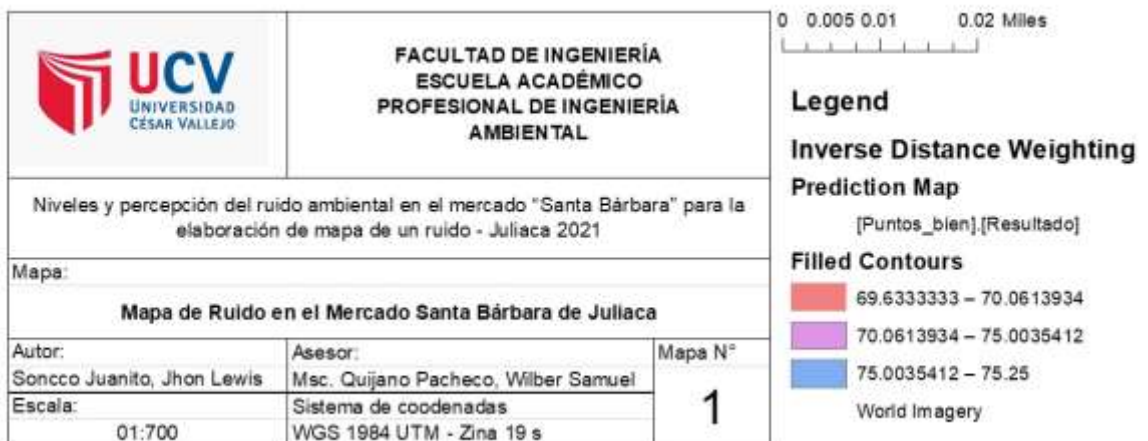 UCV
UNIVERSIDAD
CÉSAR VALLEJO
FACULTAD DE INGENIERÍA
ESCUELA ACADÉMICO
PROFESIONAL DE INGENIERÍA
AMBIENTAL
Niveles y percepción del ruido ambiental en el mercado "Santa Bárbara" para la
elaboración de mapa de un ruido - Juliaca 2021
Mapa:
Mapa de Ruido en el Mercado Santa Bárbara de Juliaca
Autor:
Soncco Juanito, Jhon Lewis
Asesor:
Msc. Quijano Pacheco, Wilber Samuel
Mapa N°
1
Escala:
01:700
Sistema de coodenadas
WGS 1984 UTM - Zina 19 s
0 0.005 0.01 0.02 Miles
Legend
Inverse Distance Weighting
Prediction Map
[Puntos_bien].[Resultado]
Filled Contours
69.6333333 – 70.0613934
70.0613934 – 75.0035412
75.0035412 – 75.25
World Imagery